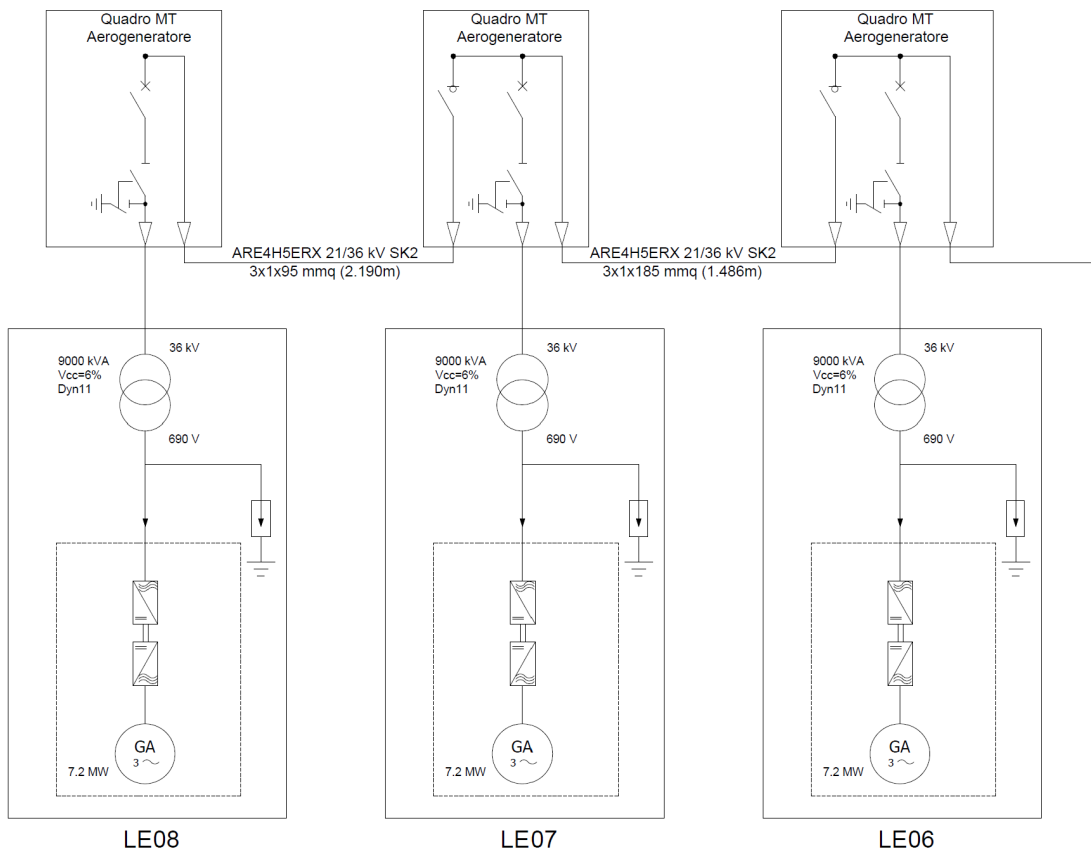 Quadro MT
Aerogeneratore
Quadro MT
Aerogeneratore
Quadro MT
Aerogeneratore
ARE4H5ERX 21/36 kV SK2
3x1x95 mmq (2.190m)
ARE4H5ERX 21/36 kV SK2
3x1x185 mmq (1.486m)
36 kV
9000 kVA
Vcc=6%
Dyn11
690 V
36 kV
9000 kVA
Vcc=6%
Dyn11
690 V
36 kV
9000 kVA
Vcc=6%
Dyn11
690 V
GA
3
7.2 MW
GA
3
7.2 MW
GA
3
7.2 MW
LE08
LE07
LE06